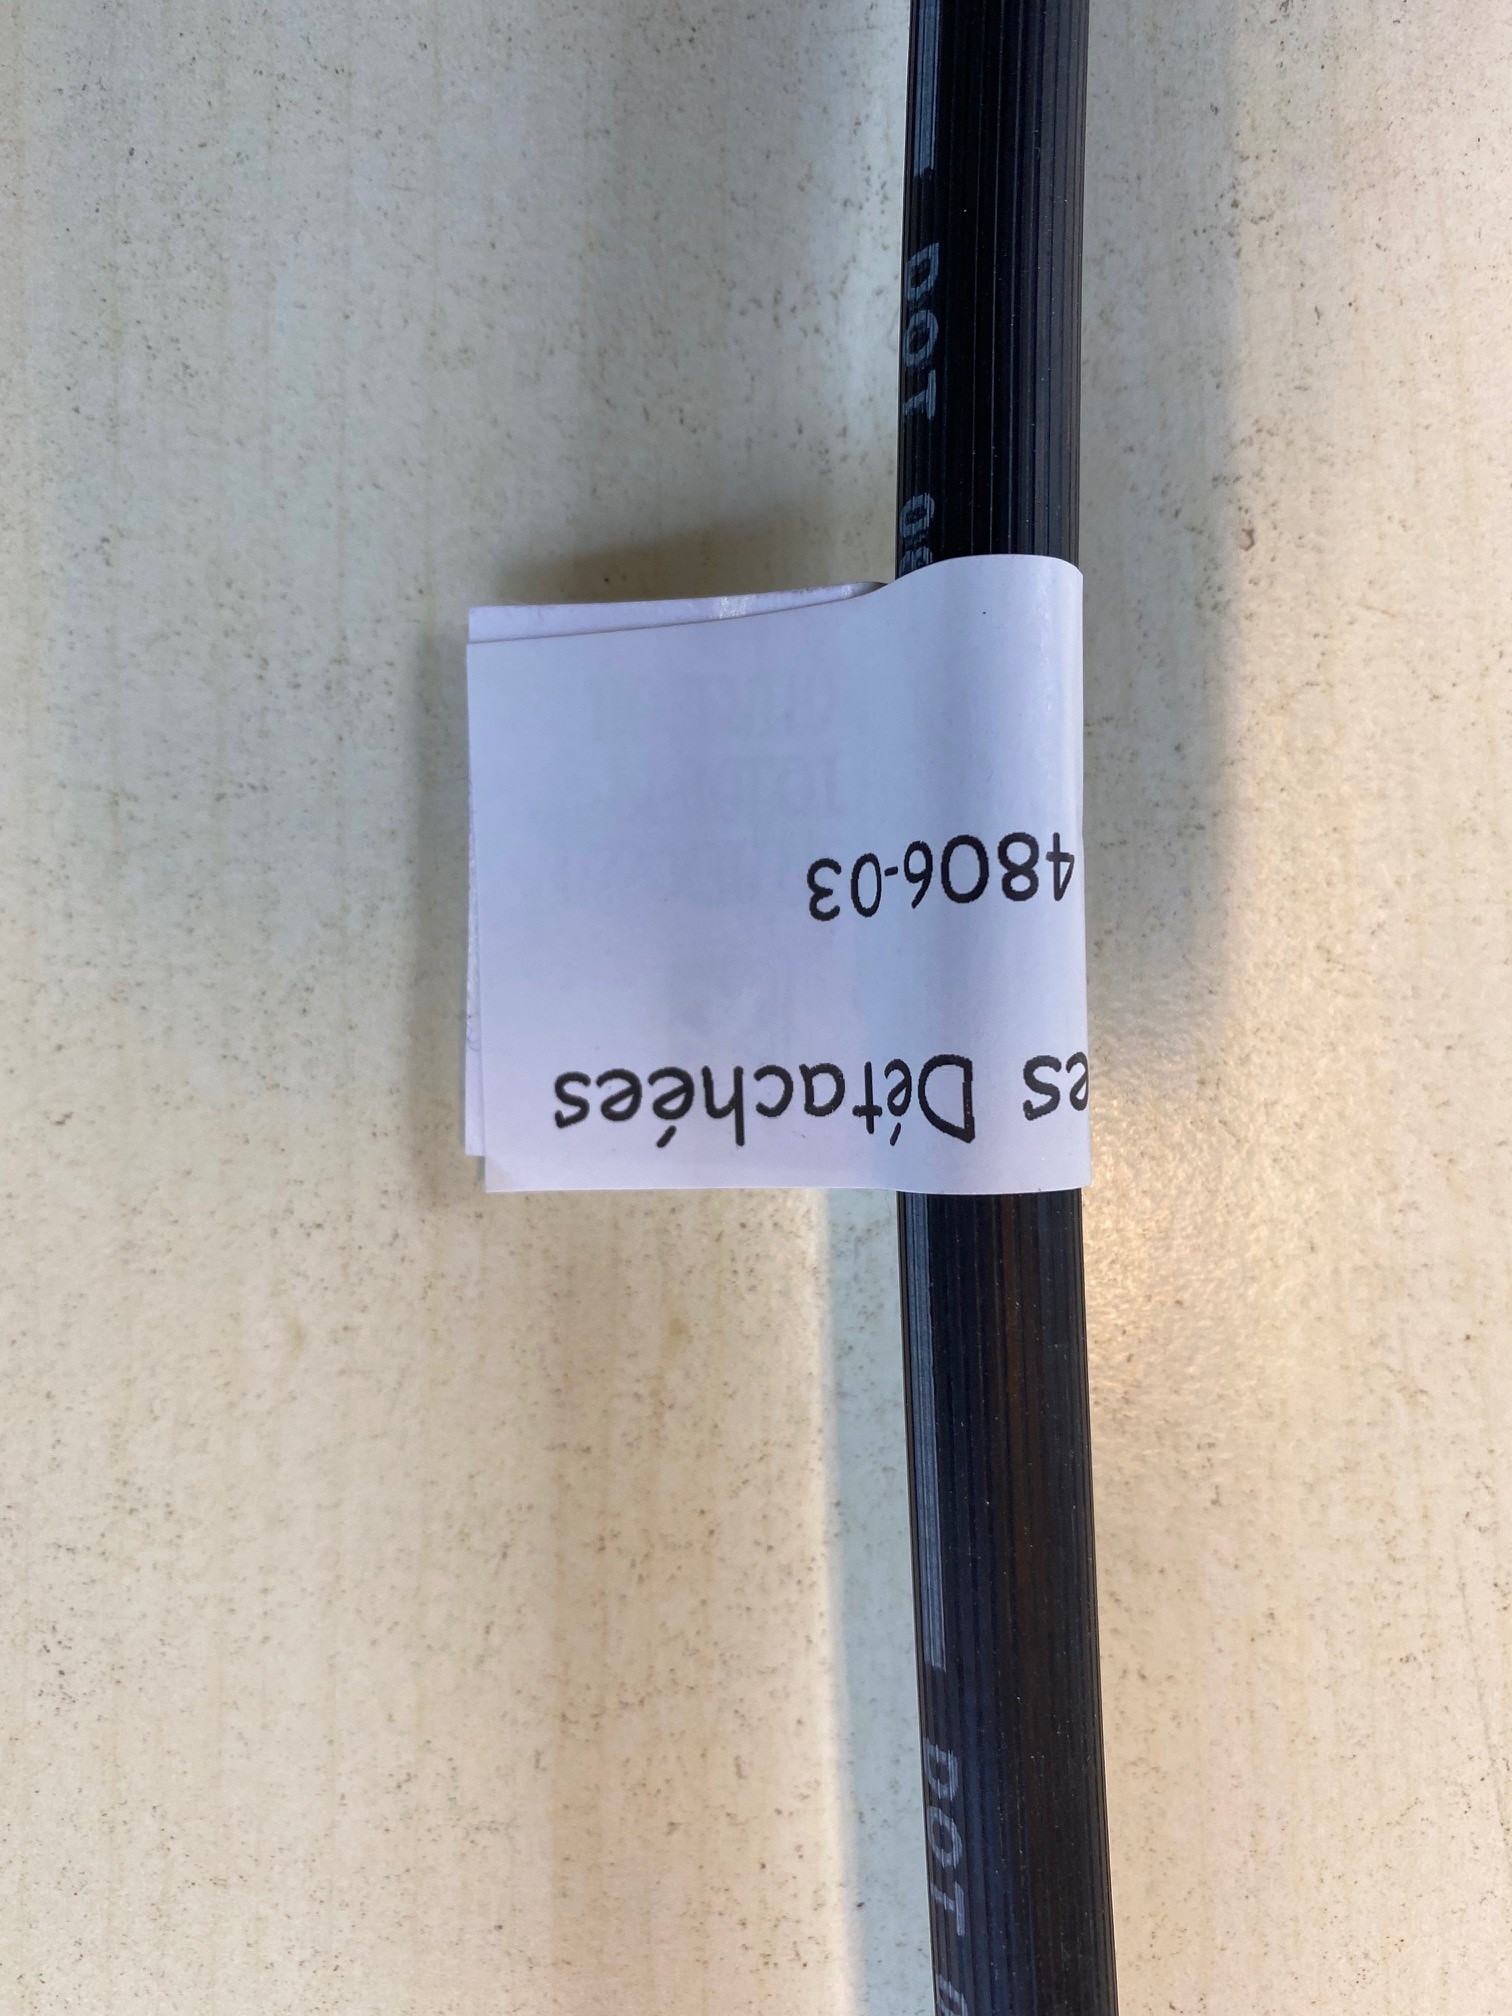 es Détachées
4806-03
DOT
DOT